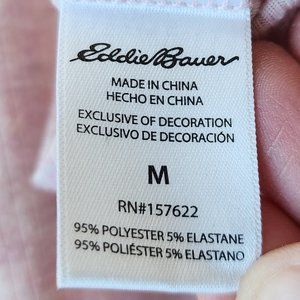 Eddie Bauer
MADE IN CHINA
HECHO EN CHINA
EXCLUSIVE OF DECORATION
EXCLUSIVO DE DECORACIÓN
M
RN#157622
95% POLYESTER 5% ELASTANE
95% POLIÉSTER 5% ELASTANO